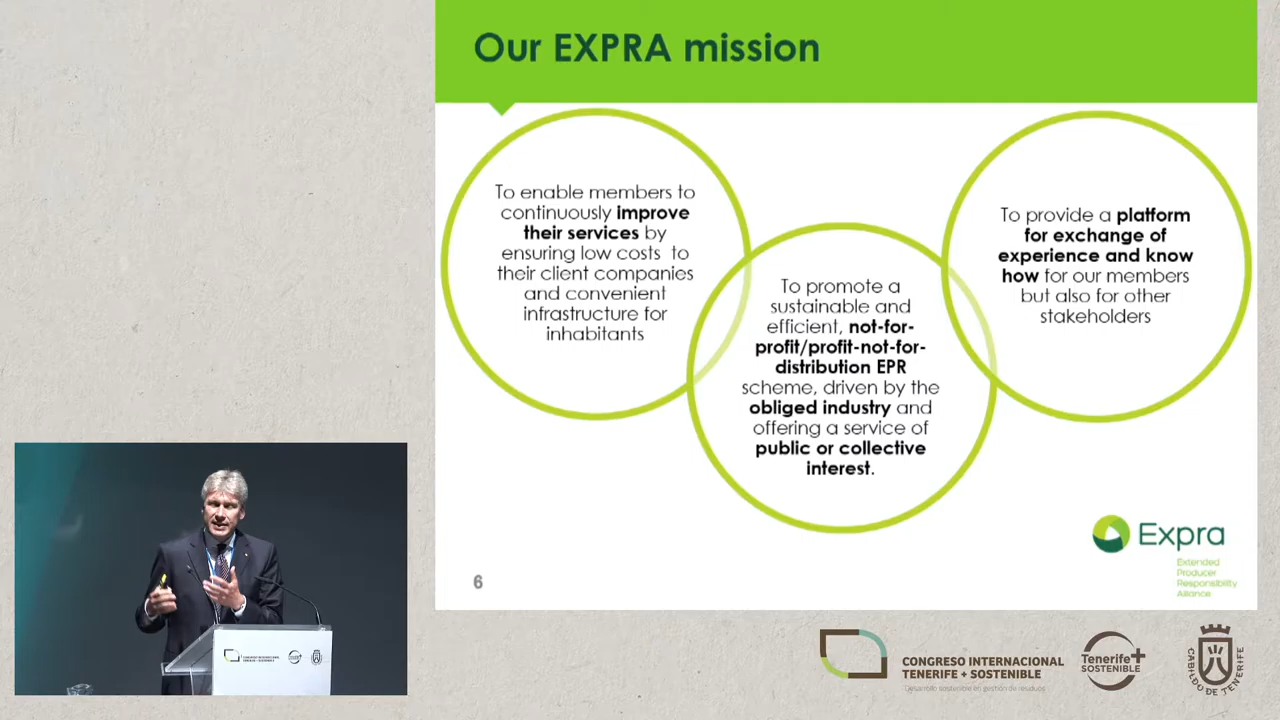 Our EXPRA mission
To enable members to
continuously improve
their services by
ensuring low costs to
their client companies
and convenient
infrastructure for
inhabitants
To promote a
sustainable and
efficient, not-for-
profit/profit-not-for-
distribution EPR
scheme, driven by the
obliged industry and
offering a service of
public or collective
interest.
To provide a platform
for exchange of
experience and know
how for our members
but also for other
stakeholders
Expra
Extended
Producer
Responsibility
Alliance
6
CONGRESO INTERNACIONAL
TENERIFE + SOSTENIBLE
CONGRESO INTERNACIONAL
TENERIFE + SOSTENIBLE
Desarrollo sostenible en gestión de residuos
Tenerife+
SOSTENIBLE
CABILDO DE TENERIFE